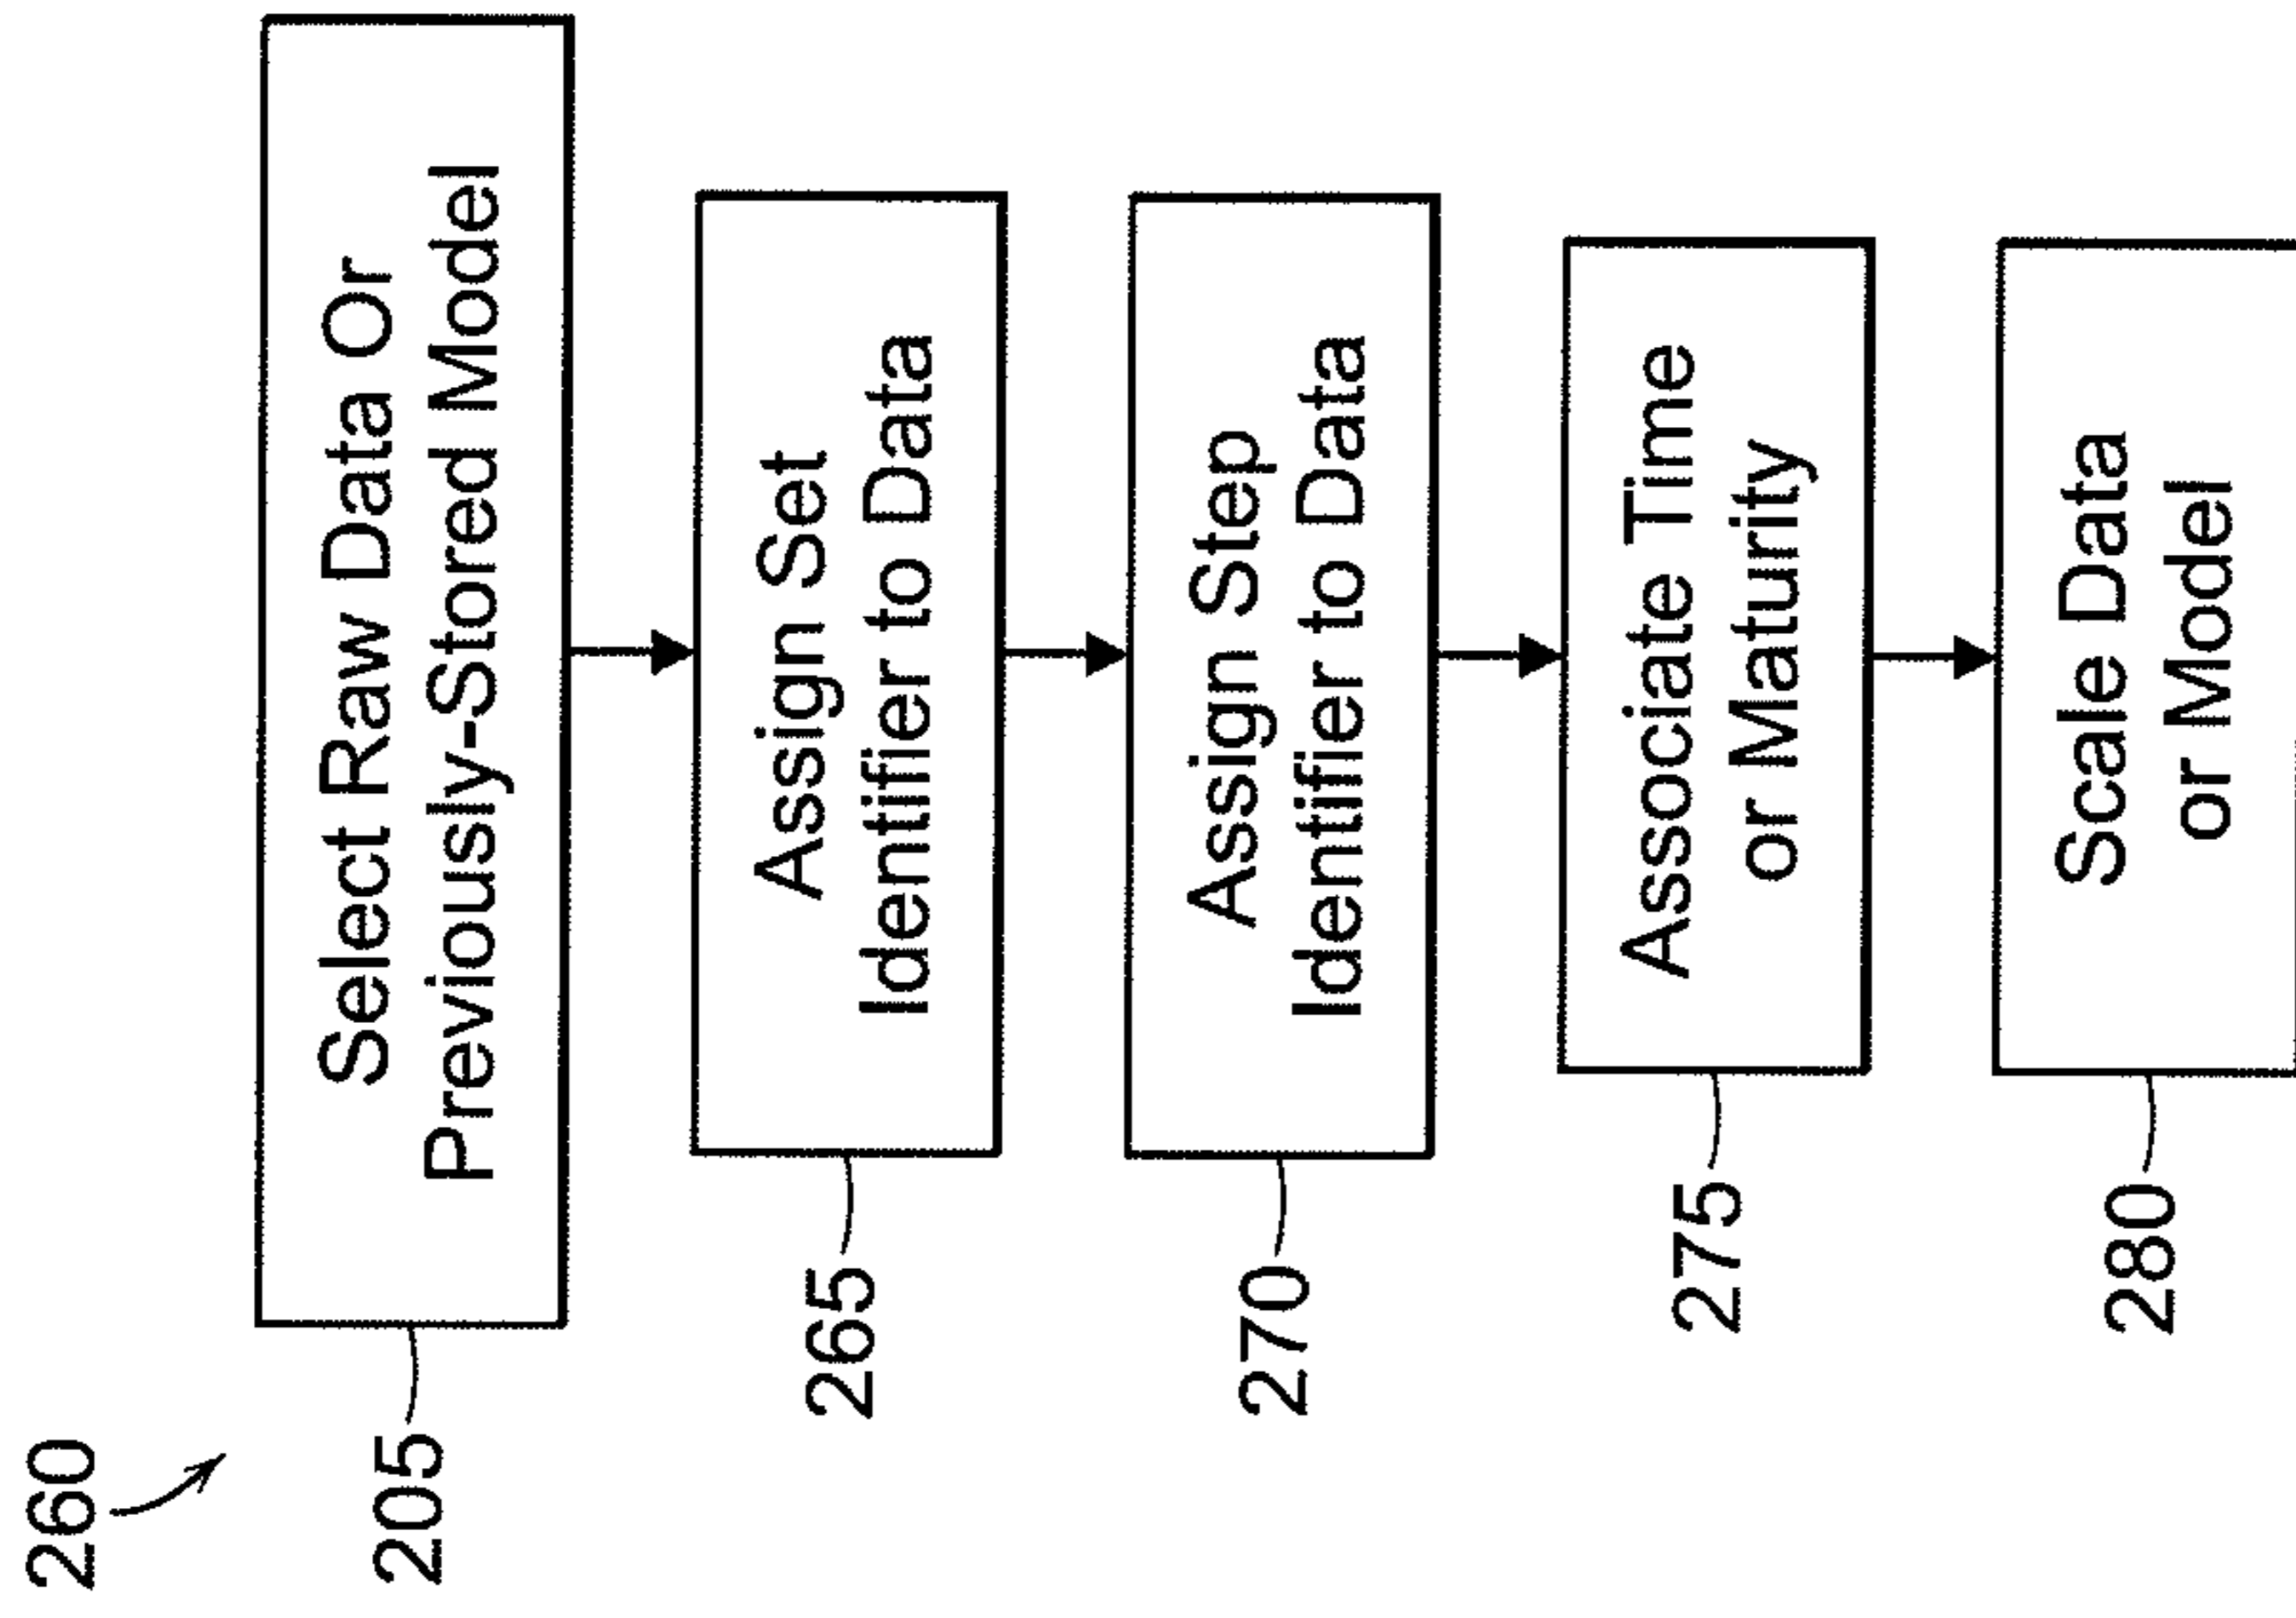 260
205
Select Raw Data Or
Previously-Stored Model
265
Assign Set
Identifier to Data
270
Assign Step
Identifier to Data
275
Associate Time
or Maturity
280
Scale Data
or Model